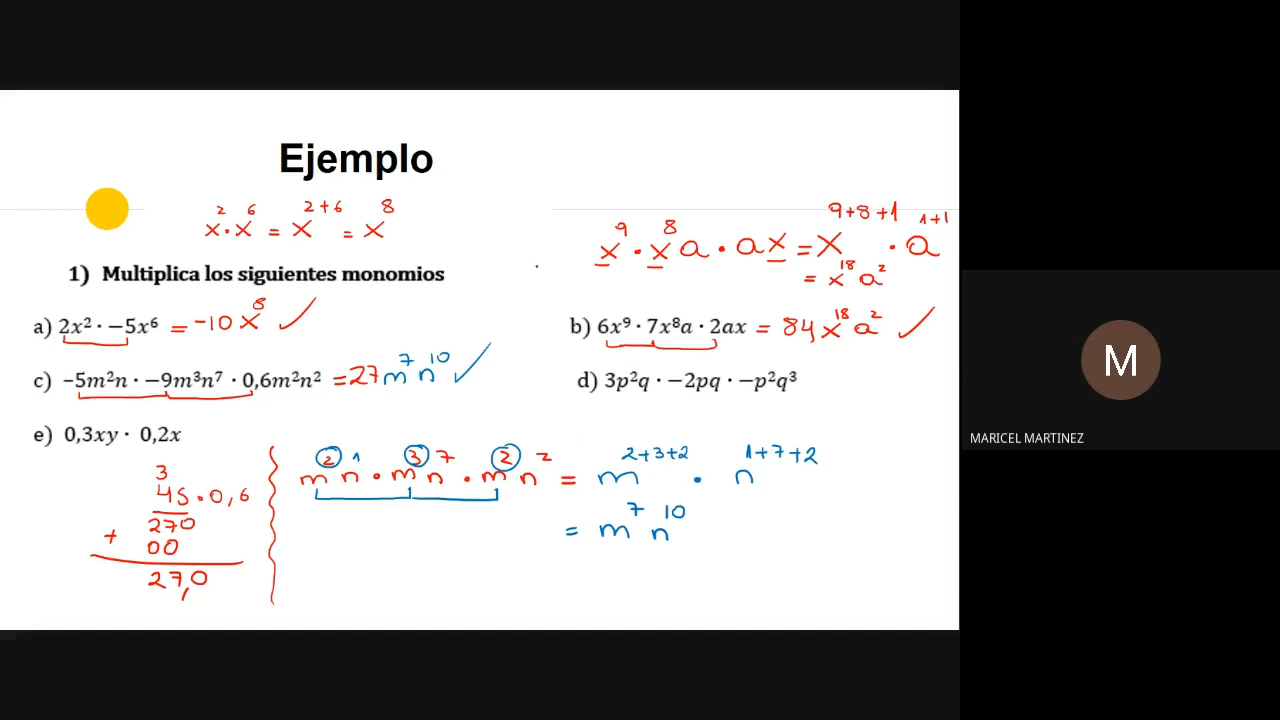 Ejemplo
x² · x⁶ = x²⁺⁶ = x⁸
x⁹ · x⁸a · ax = x⁹⁺⁸⁺¹ · a¹⁺¹
= x¹⁸a²
1) Multiplica los siguientes monomios
a) 2x² · −5x⁶ = −10x⁸ ✓
b) 6x⁹ · 7x⁸a · 2ax = 84x¹⁸a² ✓
c) −5m²n · −9m³n⁷ · 0,6m²n² = 27m⁷n¹⁰ ✓
d) 3p²q · −2pq · −p²q³
e) 0,3xy · 0,2x
3
45 · 0,6
270
+ 00
27,0
m²n¹ · m³n⁷ · m²n² = m²⁺³⁺² · n¹⁺⁷⁺²
= m⁷n¹⁰
M
MARICEL MARTINEZ